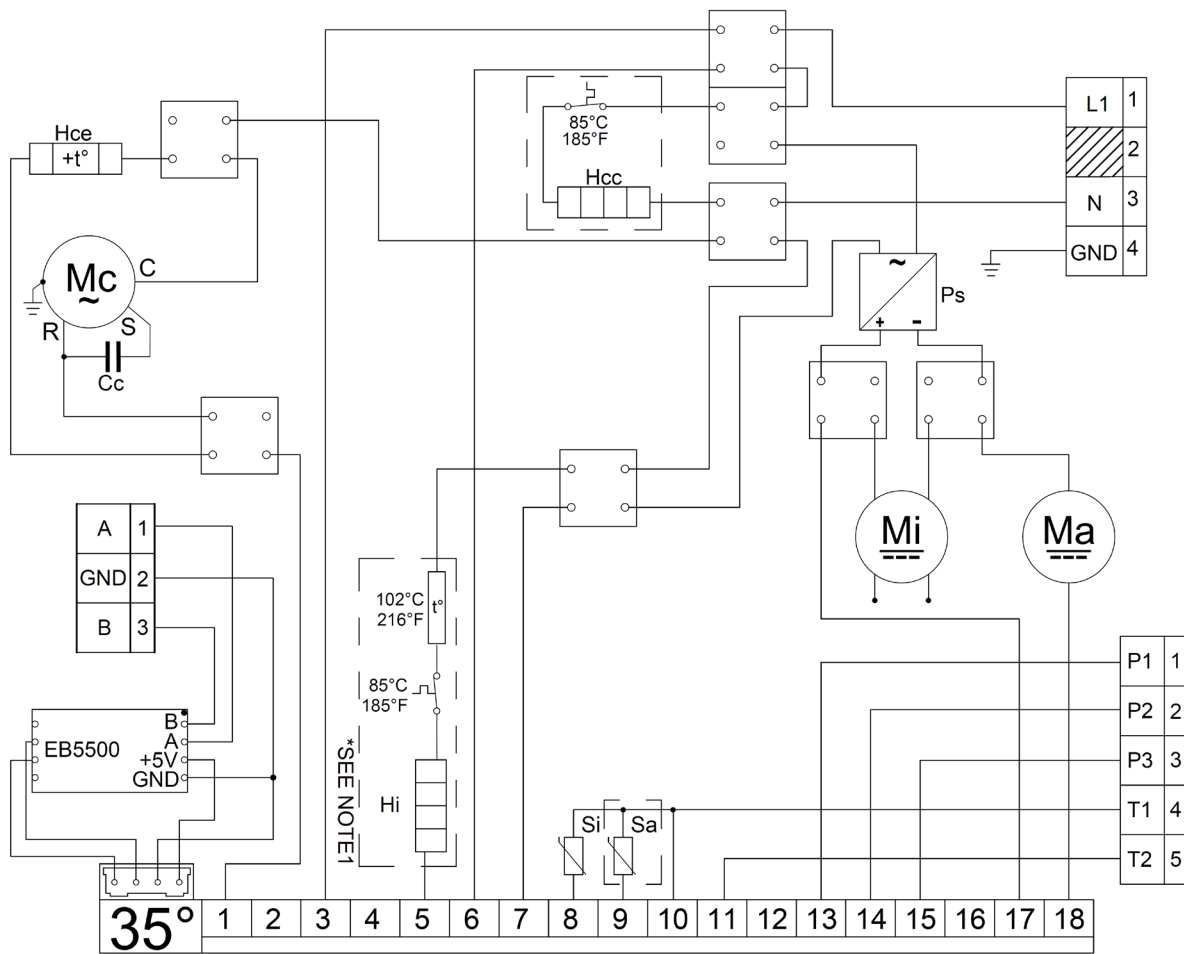 L1 1
2
N 3
GND 4
Hce
+t°
85°C
185°F
Hcc
Mc
~
C
R
S
Cc
~
Ps
+ -
Mi
Ma
A 1
GND 2
B 3
EB5500
B
A
+5V
GND
102°C
216°F
t°
85°C
185°F
Hi
*SEE NOTE1
Si
Sa
P1 1
P2 2
P3 3
T1 4
T2 5
35° 1 2 3 4 5 6 7 8 9 10 11 12 13 14 15 16 17 18